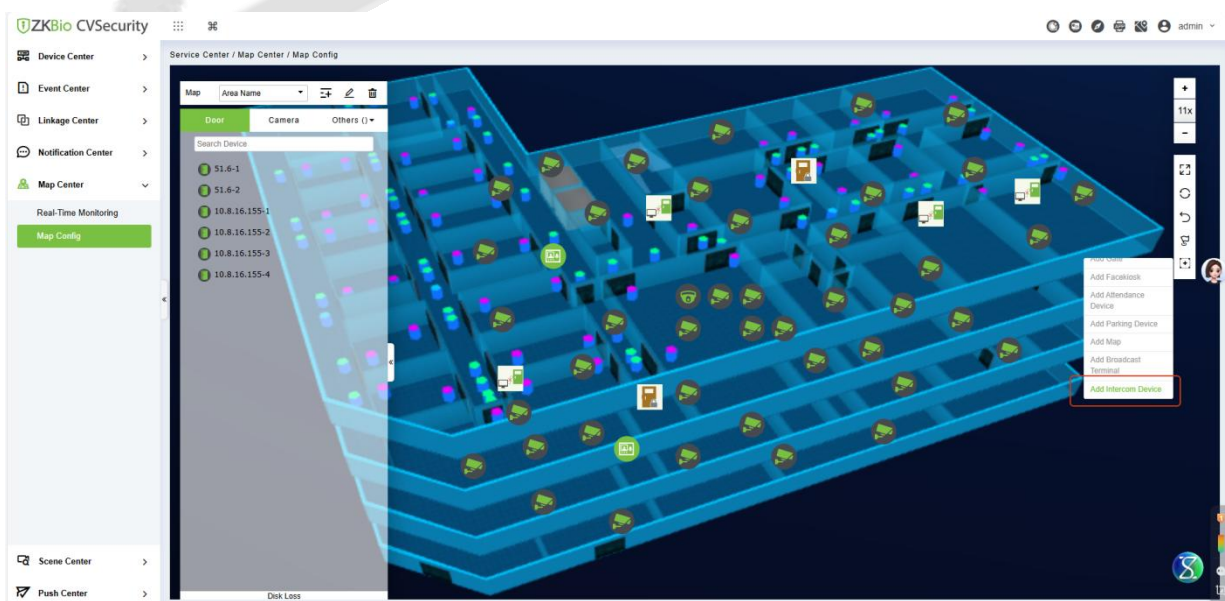 ZKBio CVSecurity
admin
Device Center
Event Center
Linkage Center
Notification Center
Map Center
Real-Time Monitoring
Map Config
Scene Center
Push Center
Service Center / Map Center / Map Config
Map
Area Name
Door
Camera
Others ()
Search Device
51.6-1
51.6-2
10.8.16.155-1
10.8.16.155-2
10.8.16.155-3
10.8.16.155-4
Disk Loss
+
11x
-
Add Gate
Add Facekiosk
Add Attendance
Device
Add Parking Device
Add Map
Add Broadcast
Terminal
Add Intercom Device